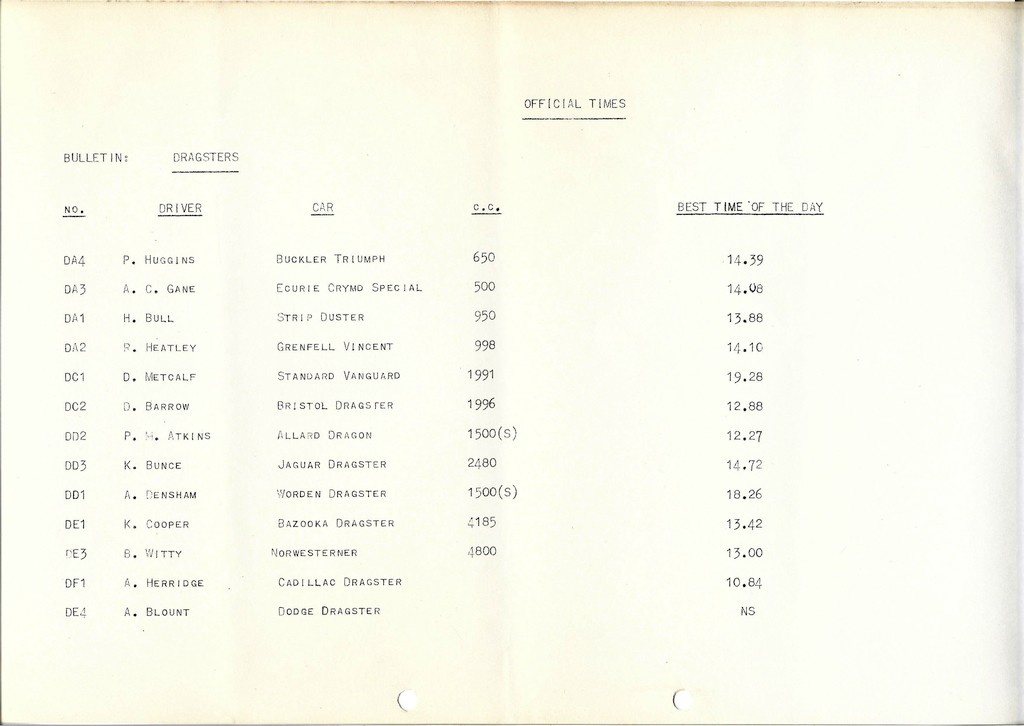 OFFICIAL TIMES
BULLETIN: DRAGSTERS
NO. DRIVER CAR C.C. BEST TIME OF THE DAY
DA4 P. HUGGINS BUCKLER TRIUMPH 650 14.39
DA3 A. C. GANE ECURIE CRYMO SPECIAL 500 14.08
DA1 H. BULL STRIP DUSTER 950 13.88
DA2 R. HEATLEY GRENFELL VINCENT 998 14.10
DC1 D. METCALF STANDARD VANGUARD 1991 19.28
DC2 D. BARROW BRISTOL DRAGSTER 1996 12.88
DD2 P. M. ATKINS ALLARD DRAGON 1500(S) 12.27
DD3 K. BUNCE JAGUAR DRAGSTER 2480 14.72
DD1 A. DENSHAM WORDEN DRAGSTER 1500(S) 18.26
DE1 K. COOPER BAZOOKA DRAGSTER 4185 13.42
DE3 B. WITTY NORWESTERNER 4800 13.00
DF1 A. HERRIDGE CADILLAC DRAGSTER 10.84
DE4 A. BLOUNT DODGE DRAGSTER NS